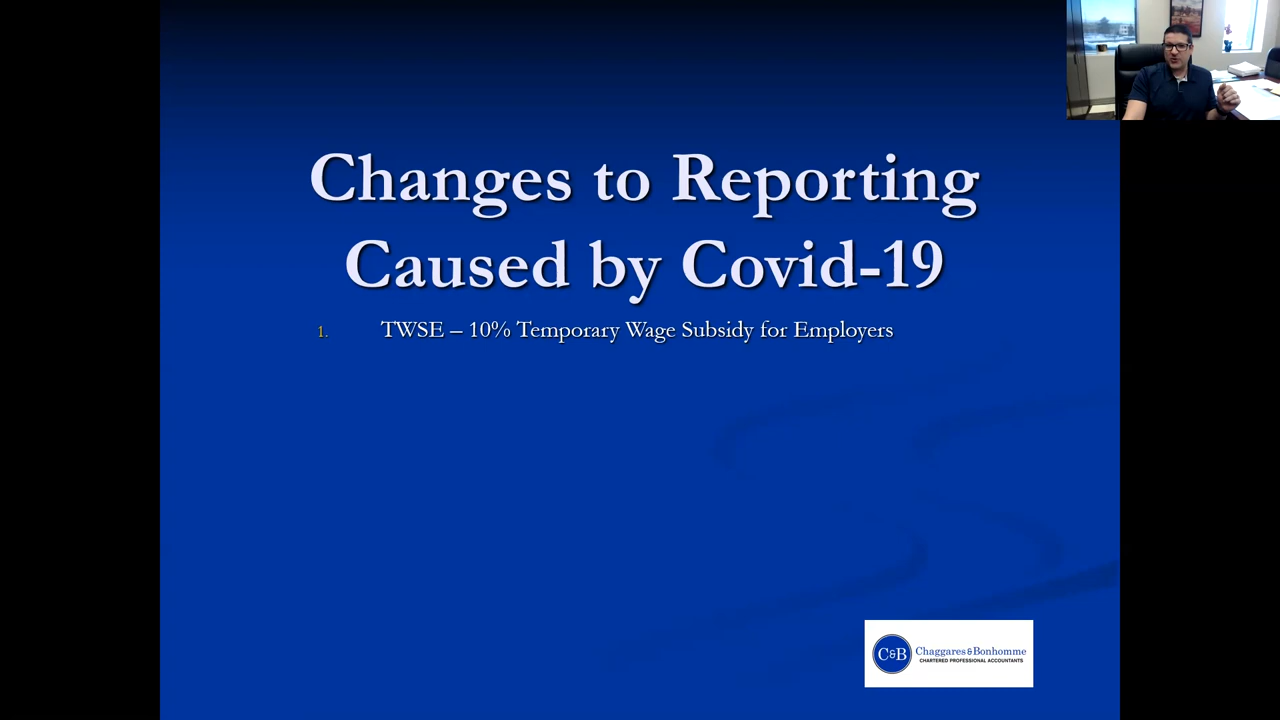 Changes to Reporting
Caused by Covid-19
1. TWSE – 10% Temporary Wage Subsidy for Employers
C&B Chaggares & Bonhomme
CHARTERED PROFESSIONAL ACCOUNTANTS